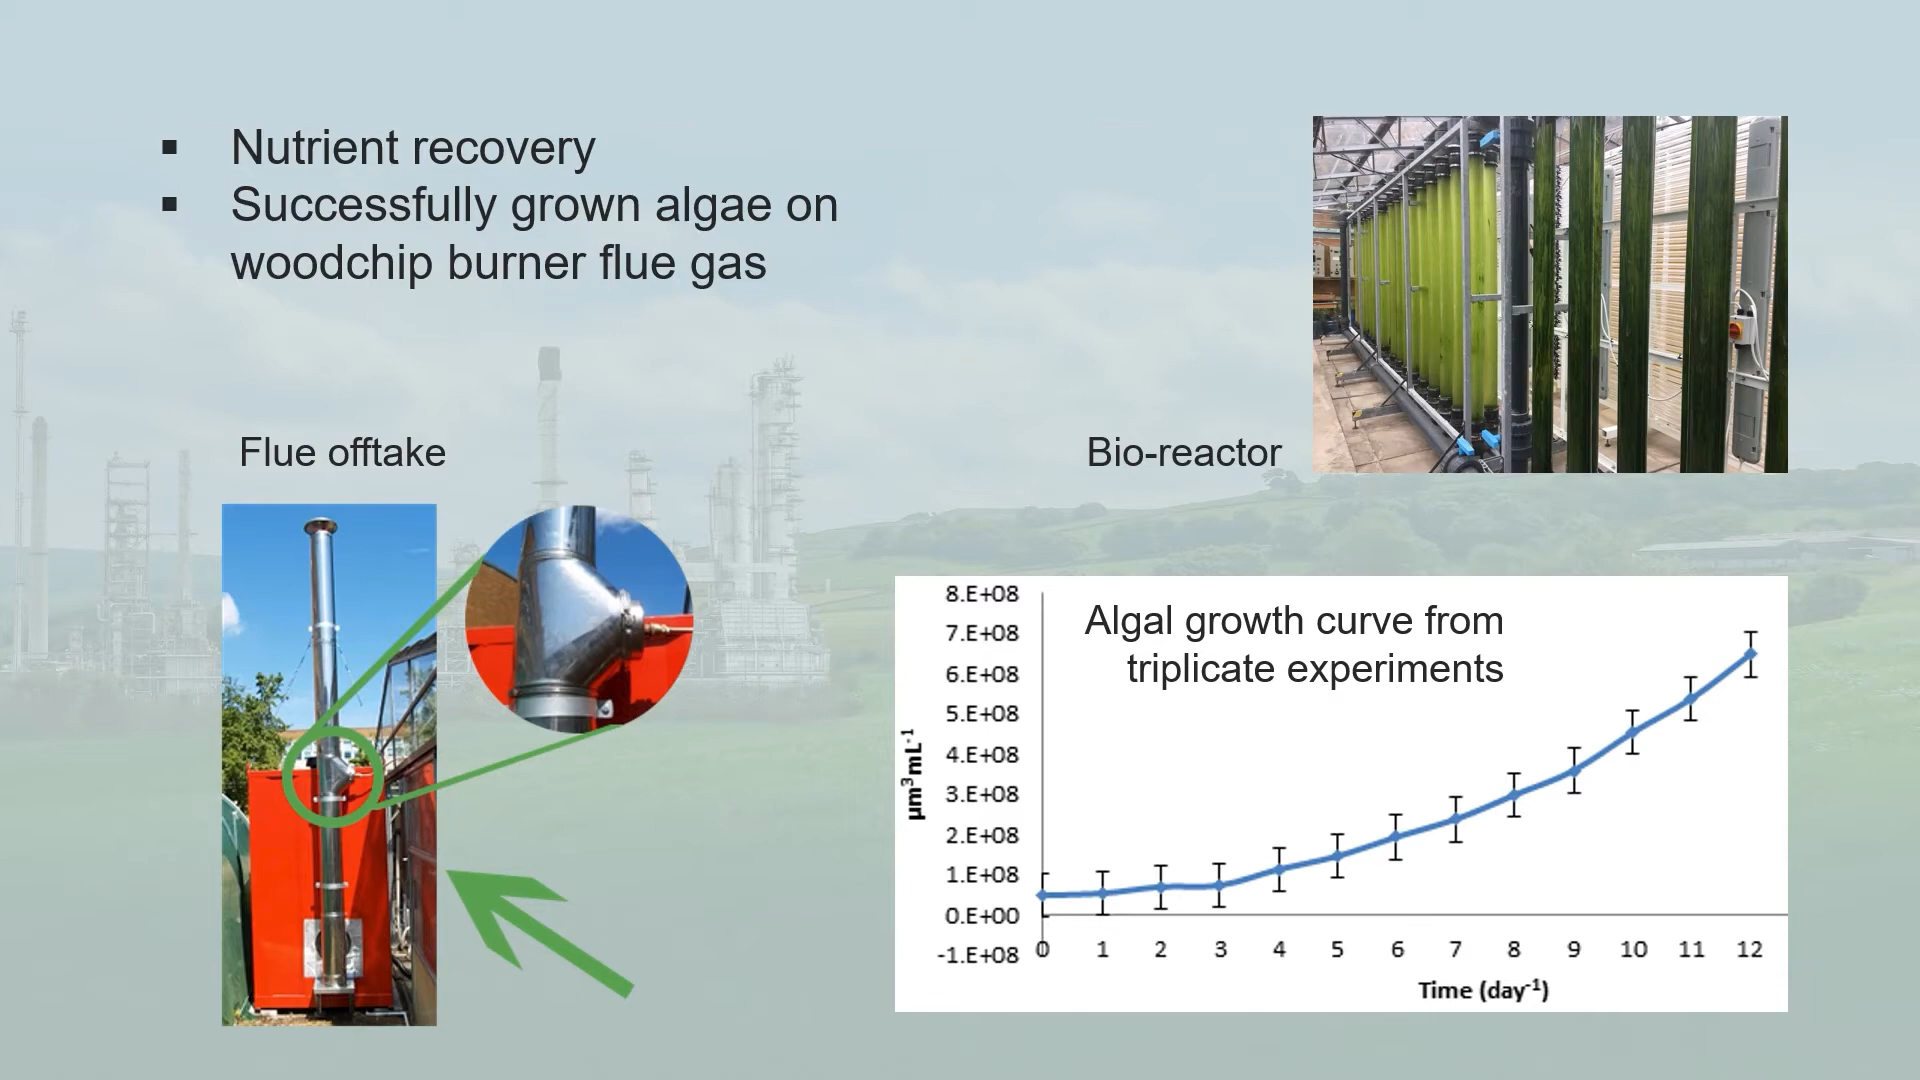 ▪ Nutrient recovery
▪ Successfully grown algae on
woodchip burner flue gas
Flue offtake
Bio-reactor
Algal growth curve from
triplicate experiments
8.E+08
7.E+08
6.E+08
5.E+08
4.E+08
3.E+08
2.E+08
1.E+08
0.E+00
-1.E+08
µm³mL⁻¹
0 1 2 3 4 5 6 7 8 9 10 11 12
Time (day⁻¹)